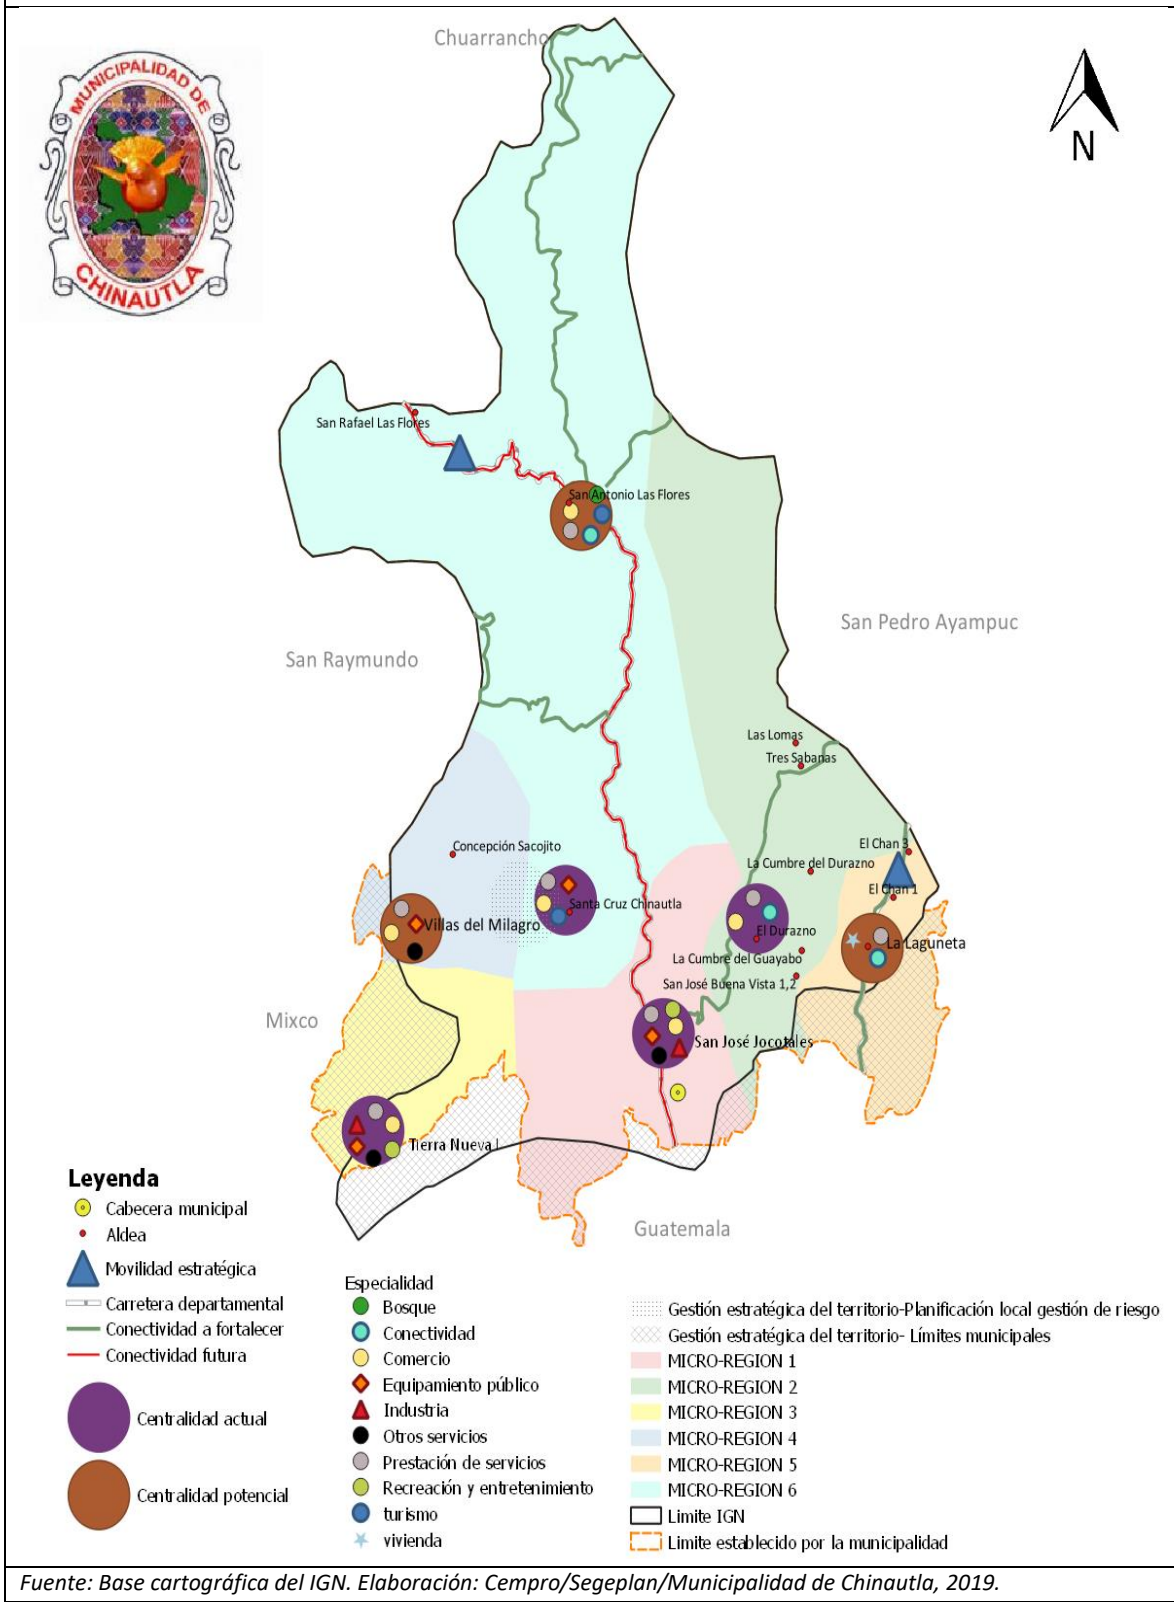 Chuarrancho
MUNICIPALIDAD DE
CHINAUTLA
N
San Rafael Las Flores
San Antonio Las Flores
San Pedro Ayampuc
San Raymundo
Las Lomas
Tres Sabanas
El Chan 3
Concepción Sacojito
La Cumbre del Durazno
El Chan 1
Santa Cruz Chinautla
Villas del Milagro
El Durazno
La Laguneta
La Cumbre del Guayabo
San José Buena Vista 1,2
Mixco
San José Jocotales
Tierra Nueva I
Guatemala
Leyenda
Cabecera municipal
Aldea
Movilidad estratégica
Carretera departamental
Conectividad a fortalecer
Conectividad futura
Centralidad actual
Centralidad potencial
Especialidad
Bosque
Conectividad
Comercio
Equipamiento público
Industria
Otros servicios
Prestación de servicios
Recreación y entretenimiento
turismo
vivienda
Gestión estratégica del territorio-Planificación local gestión de riesgo
Gestión estratégica del territorio- Límites municipales
MICRO-REGION 1
MICRO-REGION 2
MICRO-REGION 3
MICRO-REGION 4
MICRO-REGION 5
MICRO-REGION 6
Limite IGN
Limite establecido por la municipalidad
Fuente: Base cartográfica del IGN. Elaboración: Cempro/Segeplan/Municipalidad de Chinautla, 2019.